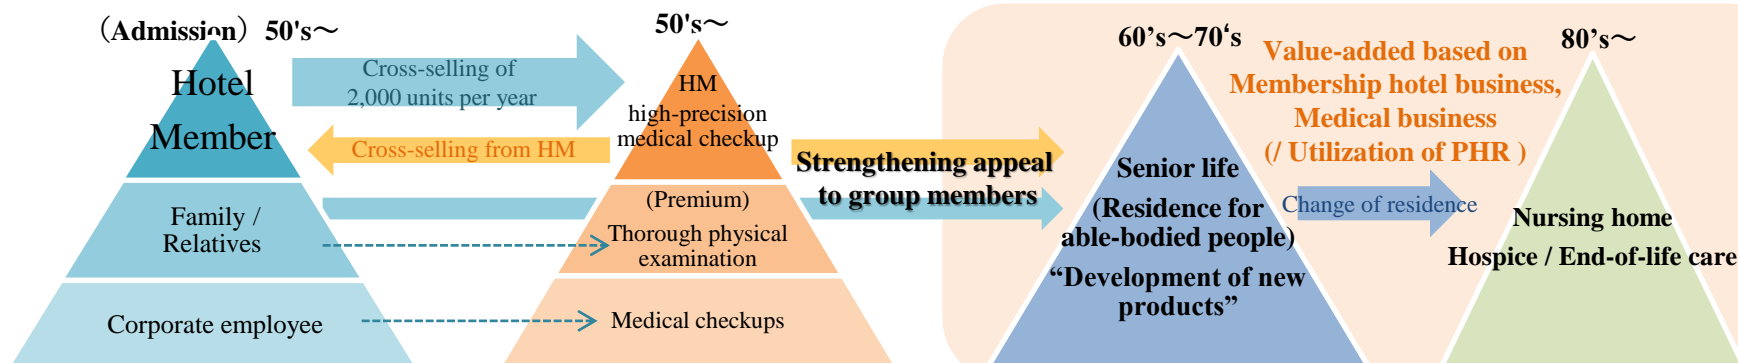 （Admission） 50's～
Hotel
Member
Family /
Relatives
Corporate employee
Cross-selling of
2,000 units per year
Cross-selling from HM
50's～
HM
high-precision
medical checkup
(Premium)
Thorough physical
examination
Medical checkups
Strengthening appeal
to group members
60’s～70‘s
Senior life
(Residence for
able-bodied people)
“Development of new
products”
Value-added based on
Membership hotel business,
Medical business
(/ Utilization of PHR )
Change of residence
80’s～
Nursing home
Hospice / End-of-life care